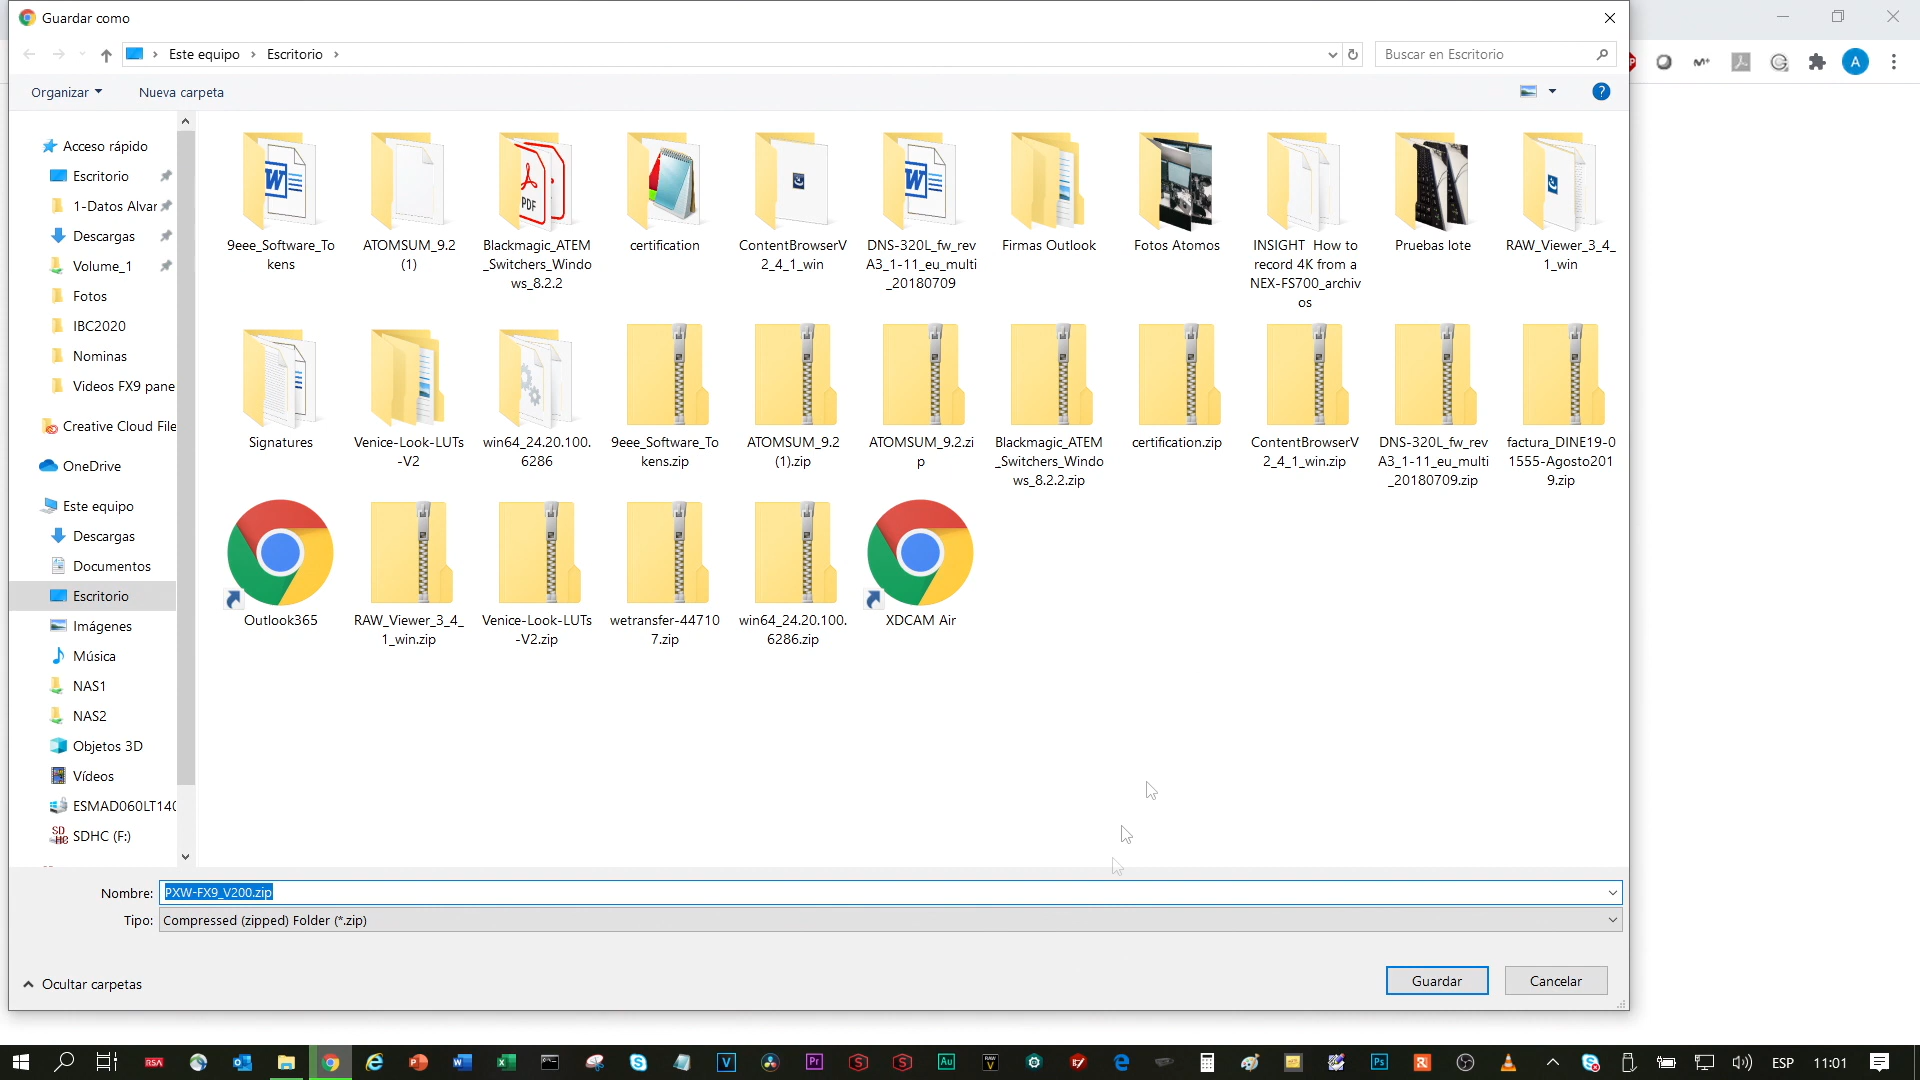 Guardar como
Este equipo
Escritorio
Buscar en Escritorio
A
Organizar
Nueva carpeta
?
Acceso rápido
Escritorio
1-Datos Alvar
Descargas
Volume_1
Fotos
IBC2020
Nominas
Videos FX9 pane
Creative Cloud File
OneDrive
Este equipo
Descargas
Documentos
Escritorio
Imágenes
Música
NAS1
NAS2
Objetos 3D
Vídeos
ESMAD060LT140
SDHC (F:)
9eee_Software_To
kens
ATOMSUM_9.2
(1)
PDF
Blackmagic_ATEM
_Switchers_Windo
ws_8.2.2
certification
ContentBrowserV
2_4_1_win
DNS-320L_fw_rev
A3_1-11_eu_multi
_20180709
Firmas Outlook
Fotos Atomos
INSIGHT How to
record 4K from a
NEX-FS700_archiv
os
Pruebas lote
RAW_Viewer_3_4_
1_win
Signatures
Venice-Look-LUTs
-V2
win64_24.20.100.
6286
9eee_Software_To
kens.zip
ATOMSUM_9.2
(1).zip
ATOMSUM_9.2.zi
p
Blackmagic_ATEM
_Switchers_Windo
ws_8.2.2.zip
certification.zip
ContentBrowserV
2_4_1_win.zip
DNS-320L_fw_rev
A3_1-11_eu_multi
_20180709.zip
factura_DINE19-0
1555-Agosto201
9.zip
Outlook365
RAW_Viewer_3_4_
1_win.zip
Venice-Look-LUTs
-V2.zip
wetransfer-44710
7.zip
win64_24.20.100.
6286.zip
XDCAM Air
Nombre: PXW-FX9_V200.zip
Tipo: Compressed (zipped) Folder (*.zip)
Ocultar carpetas
Guardar
Cancelar
RSA
Pr
Au
RAW
Ps
ESP
11:01